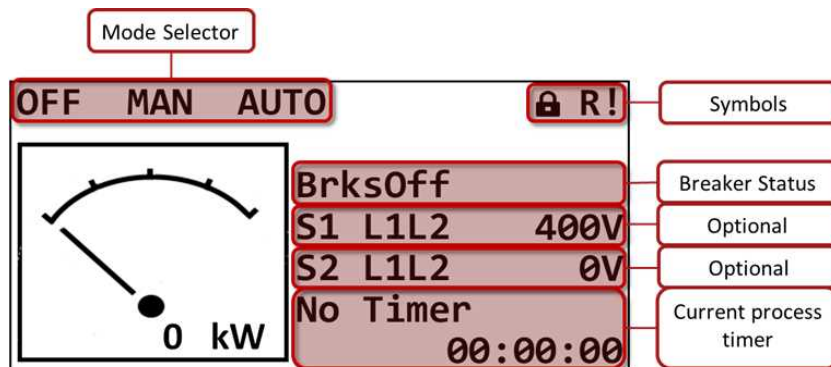 Mode Selector
OFF MAN AUTO
R!
Symbols
BrksOff
Breaker Status
S1 L1L2 400V
Optional
S2 L1L2 0V
Optional
No Timer
00:00:00
Current process
timer
0 kW